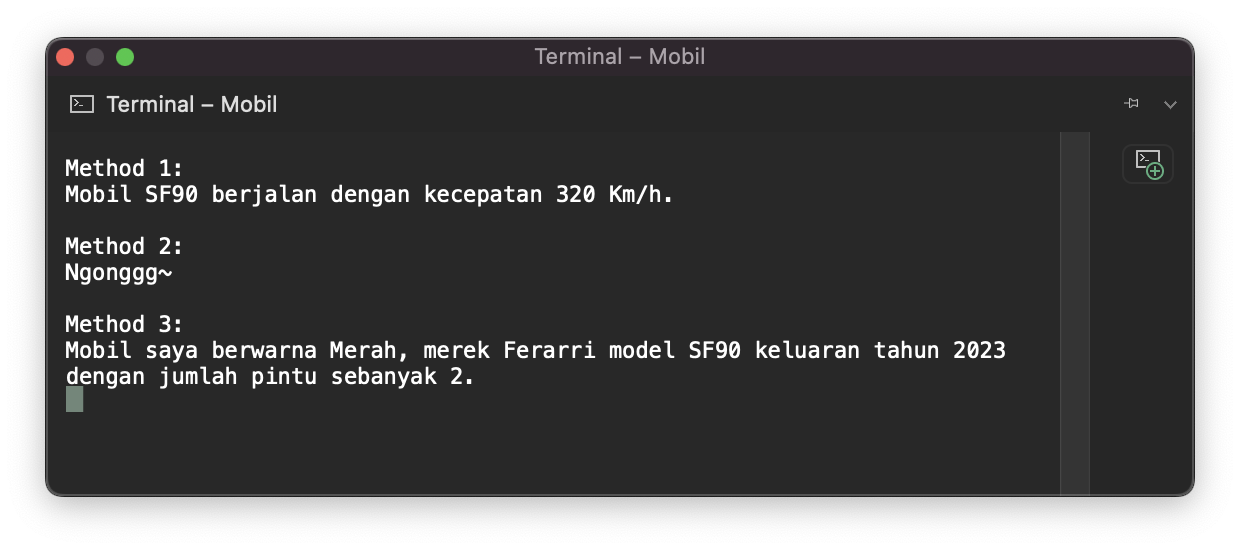 Terminal – Mobil
Terminal – Mobil
Method 1:
Mobil SF90 berjalan dengan kecepatan 320 Km/h.
Method 2:
Ngonggg~
Method 3:
Mobil saya berwarna Merah, merek Ferarri model SF90 keluaran tahun 2023
dengan jumlah pintu sebanyak 2.